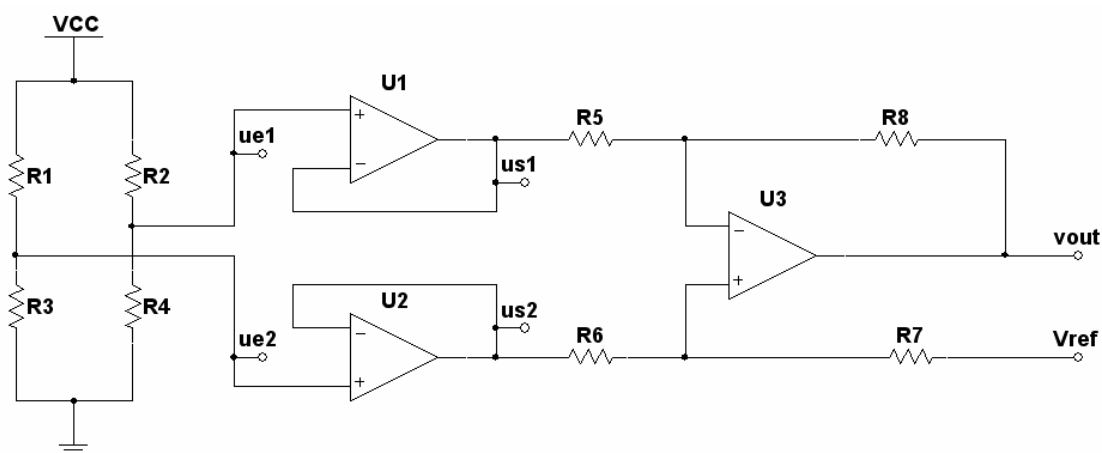 VCC
U1
R5
R8
ue1
R1
R2
us1
U3
vout
R3
R4
U2
us2
ue2
R6
R7
Vref